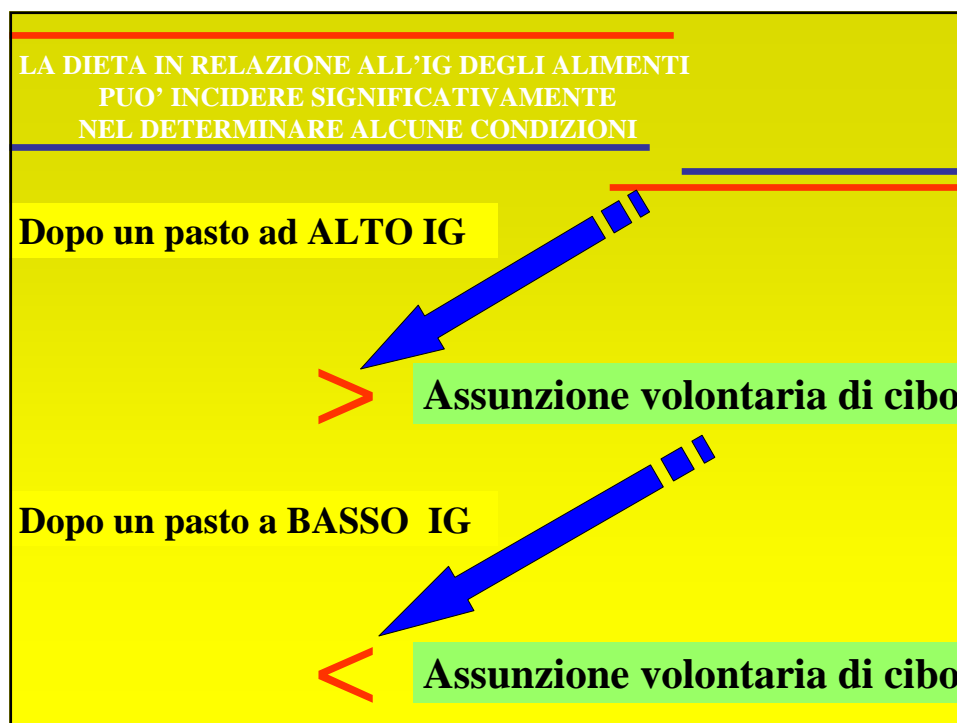 LA DIETA IN RELAZIONE ALL'IG DEGLI ALIMENTI
PUO' INCIDERE SIGNIFICATIVAMENTE
NEL DETERMINARE ALCUNE CONDIZIONI
Dopo un pasto ad ALTO IG
> Assunzione volontaria di cibo
Dopo un pasto a BASSO IG
< Assunzione volontaria di cibo